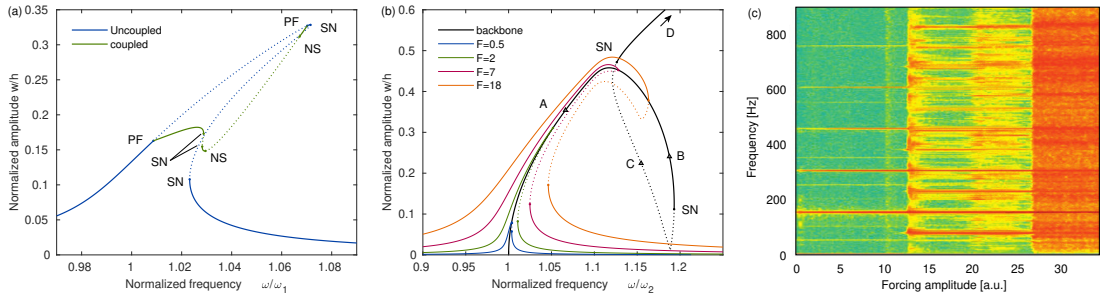 (a)
0.35
0.3
0.25
0.2
0.15
0.1
0.05
0
Normalized amplitude w/h
Uncoupled
coupled
PF
SN
NS
PF
SN
NS
SN
0.98
1
1.02
1.04
1.06
1.08
Normalized frequency ω/ω1
(b)
0.6
0.5
0.4
0.3
0.2
0.1
0
Normalized amplitude w/h
backbone
F=0.5
F=2
F=7
F=18
SN
D
A
B
C
SN
0.9
0.95
1.0
1.05
1.1
1.15
1.2
Normalized frequency ω/ω2
(c)
800
600
400
200
0
Frequency [Hz]
0
5
10
15
20
25
30
Forcing amplitude [a.u.]